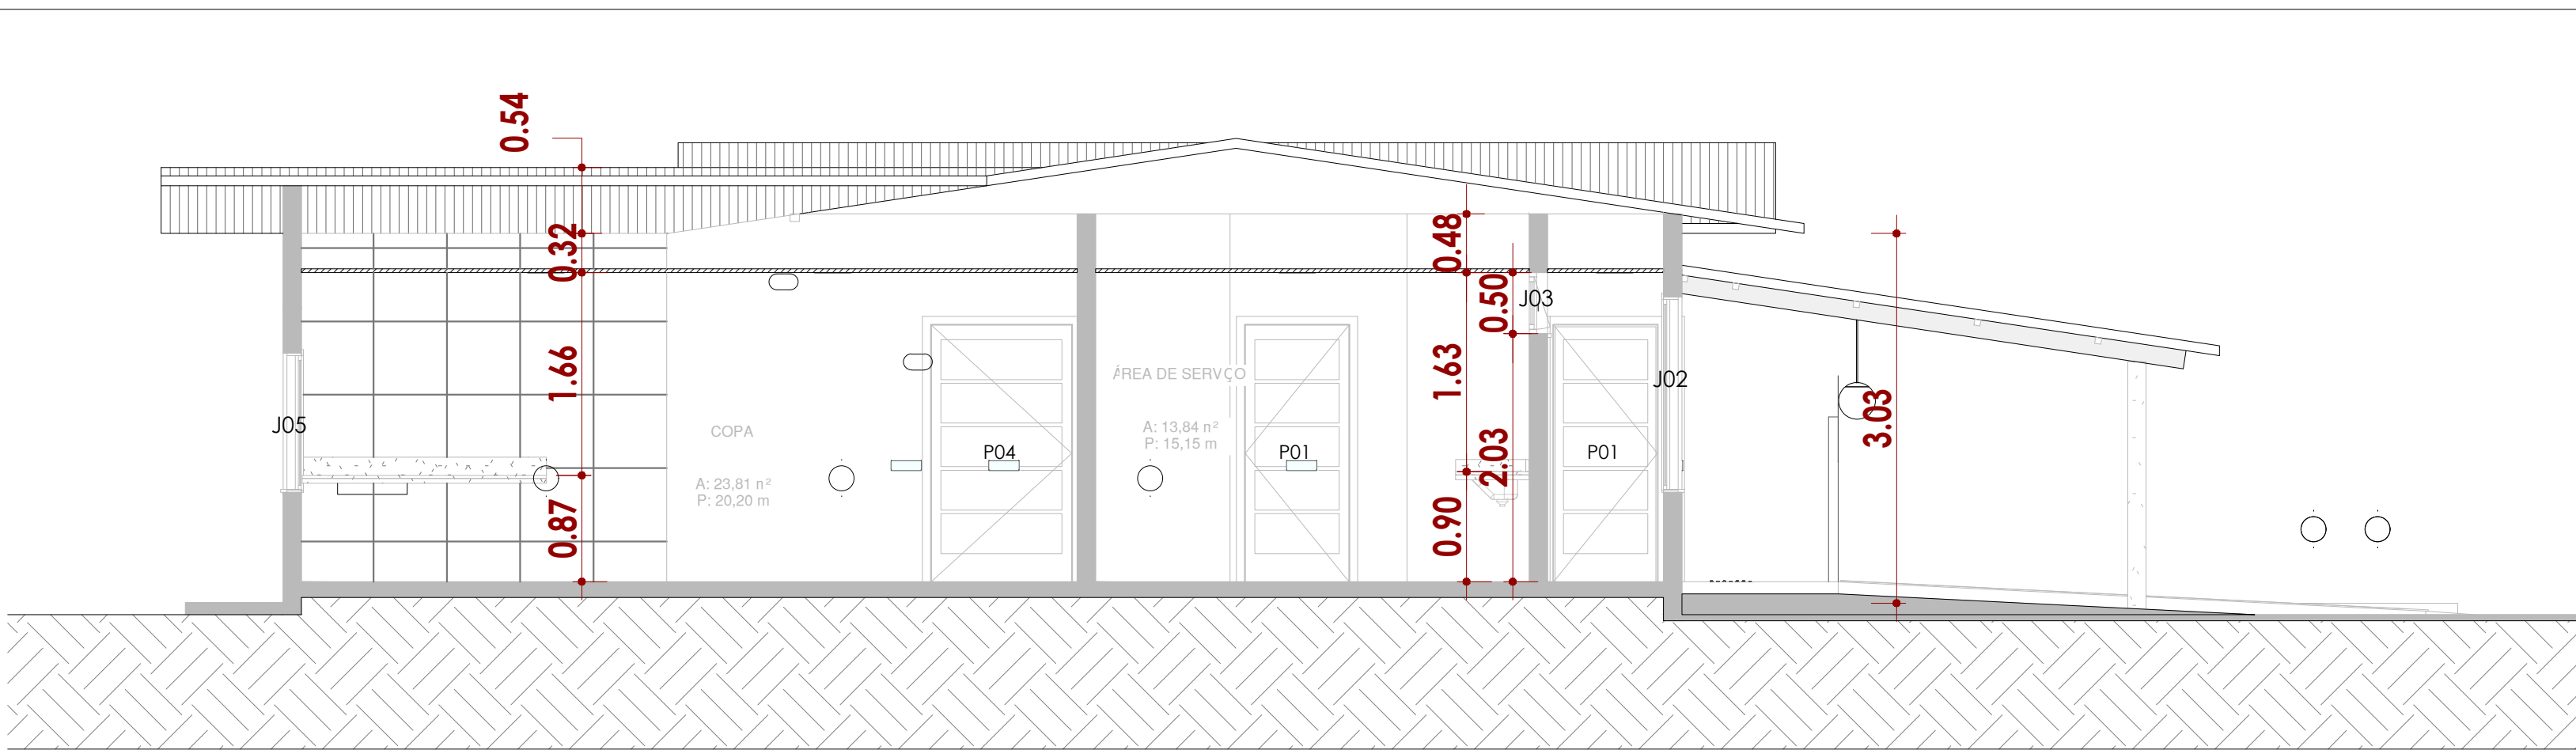 0.54
0.32
0.48
0.50
J03
1.66
1.63
ÁREA DE SERVÇO
J02
3.03
J05
COPA
A: 13,84 n²
P: 15,15 m
P04
P01
P01
2.03
A: 23,81 n²
P: 20,20 m
0.87
0.90